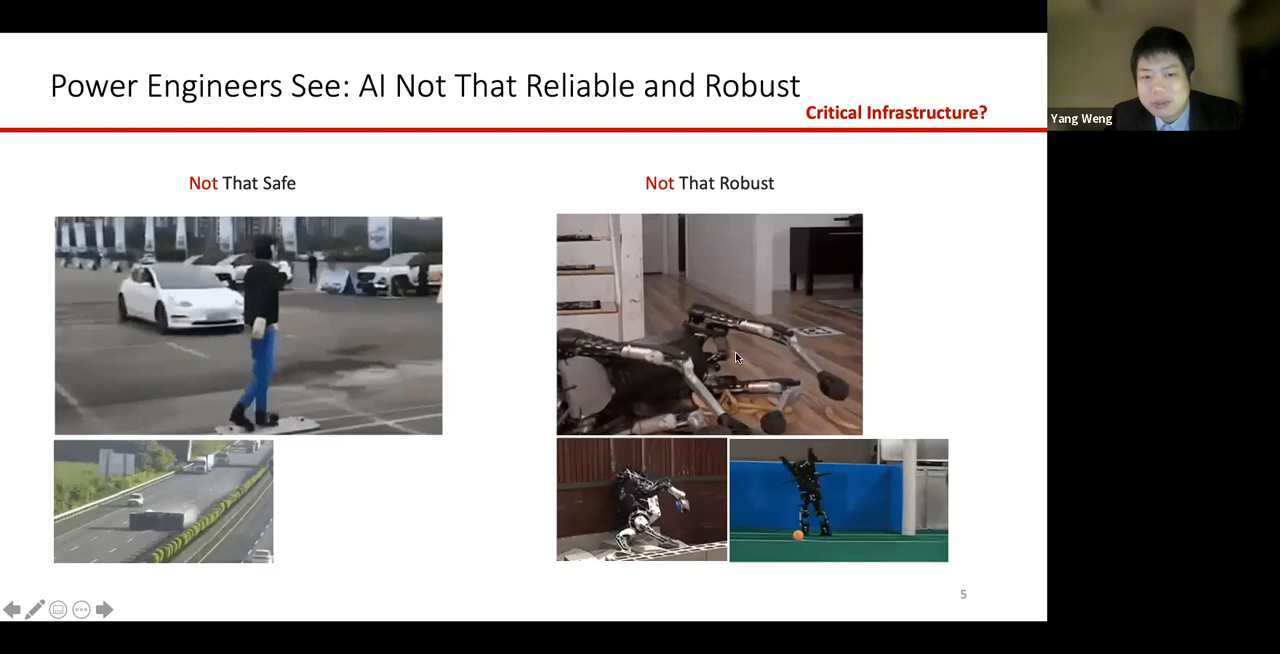 Power Engineers See: AI Not That Reliable and Robust
Critical Infrastructure?
Not That Safe
Not That Robust
5
Yang Weng